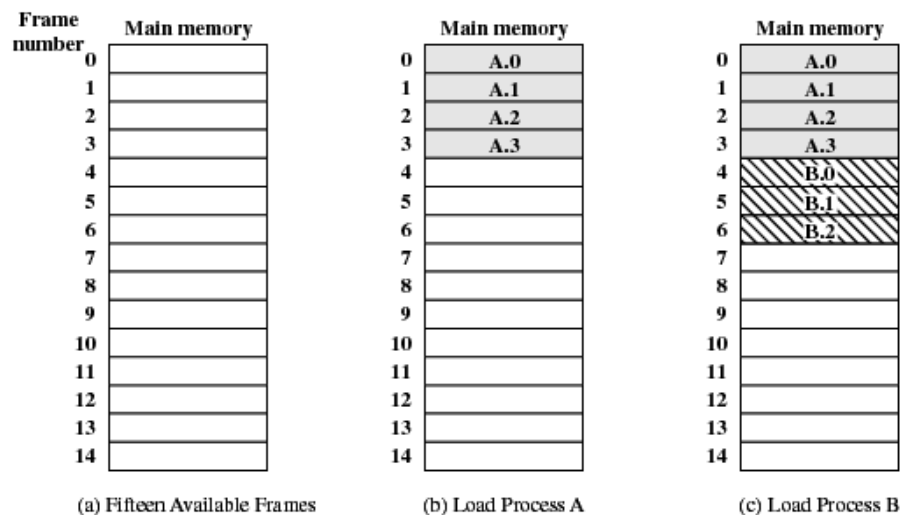 Frame
number
Main memory
Main memory
Main memory
0
0 A.0
0 A.0
1
1 A.1
1 A.1
2
2 A.2
2 A.2
3
3 A.3
3 A.3
4
4
4 B.0
5
5
5 B.1
6
6
6 B.2
7
7
7
8
8
8
9
9
9
10
10
10
11
11
11
12
12
12
13
13
13
14
14
14
(a) Fifteen Available Frames
(b) Load Process A
(c) Load Process B